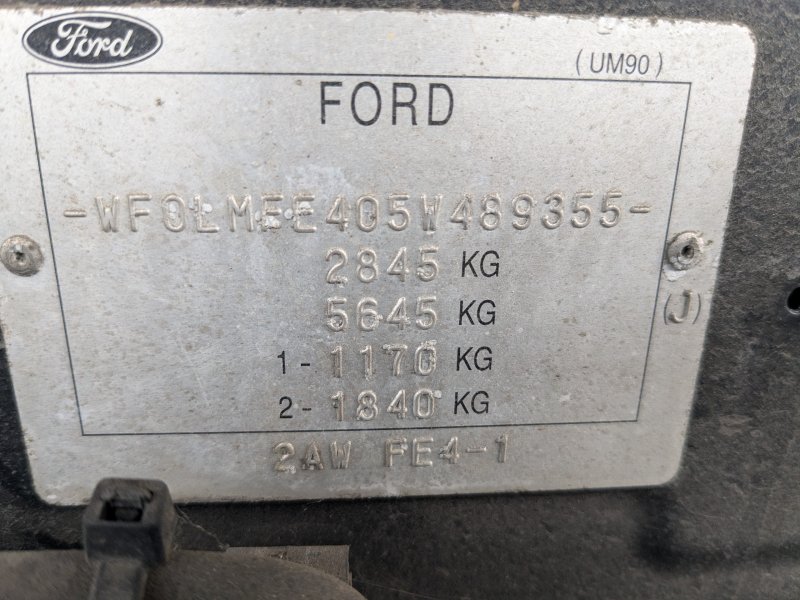 Ford
(UM90)
FORD
-WF0LMFE405W489355-
2845 KG
5645 KG
(J)
1-1170 KG
2-1840 KG
2AW FE4-1